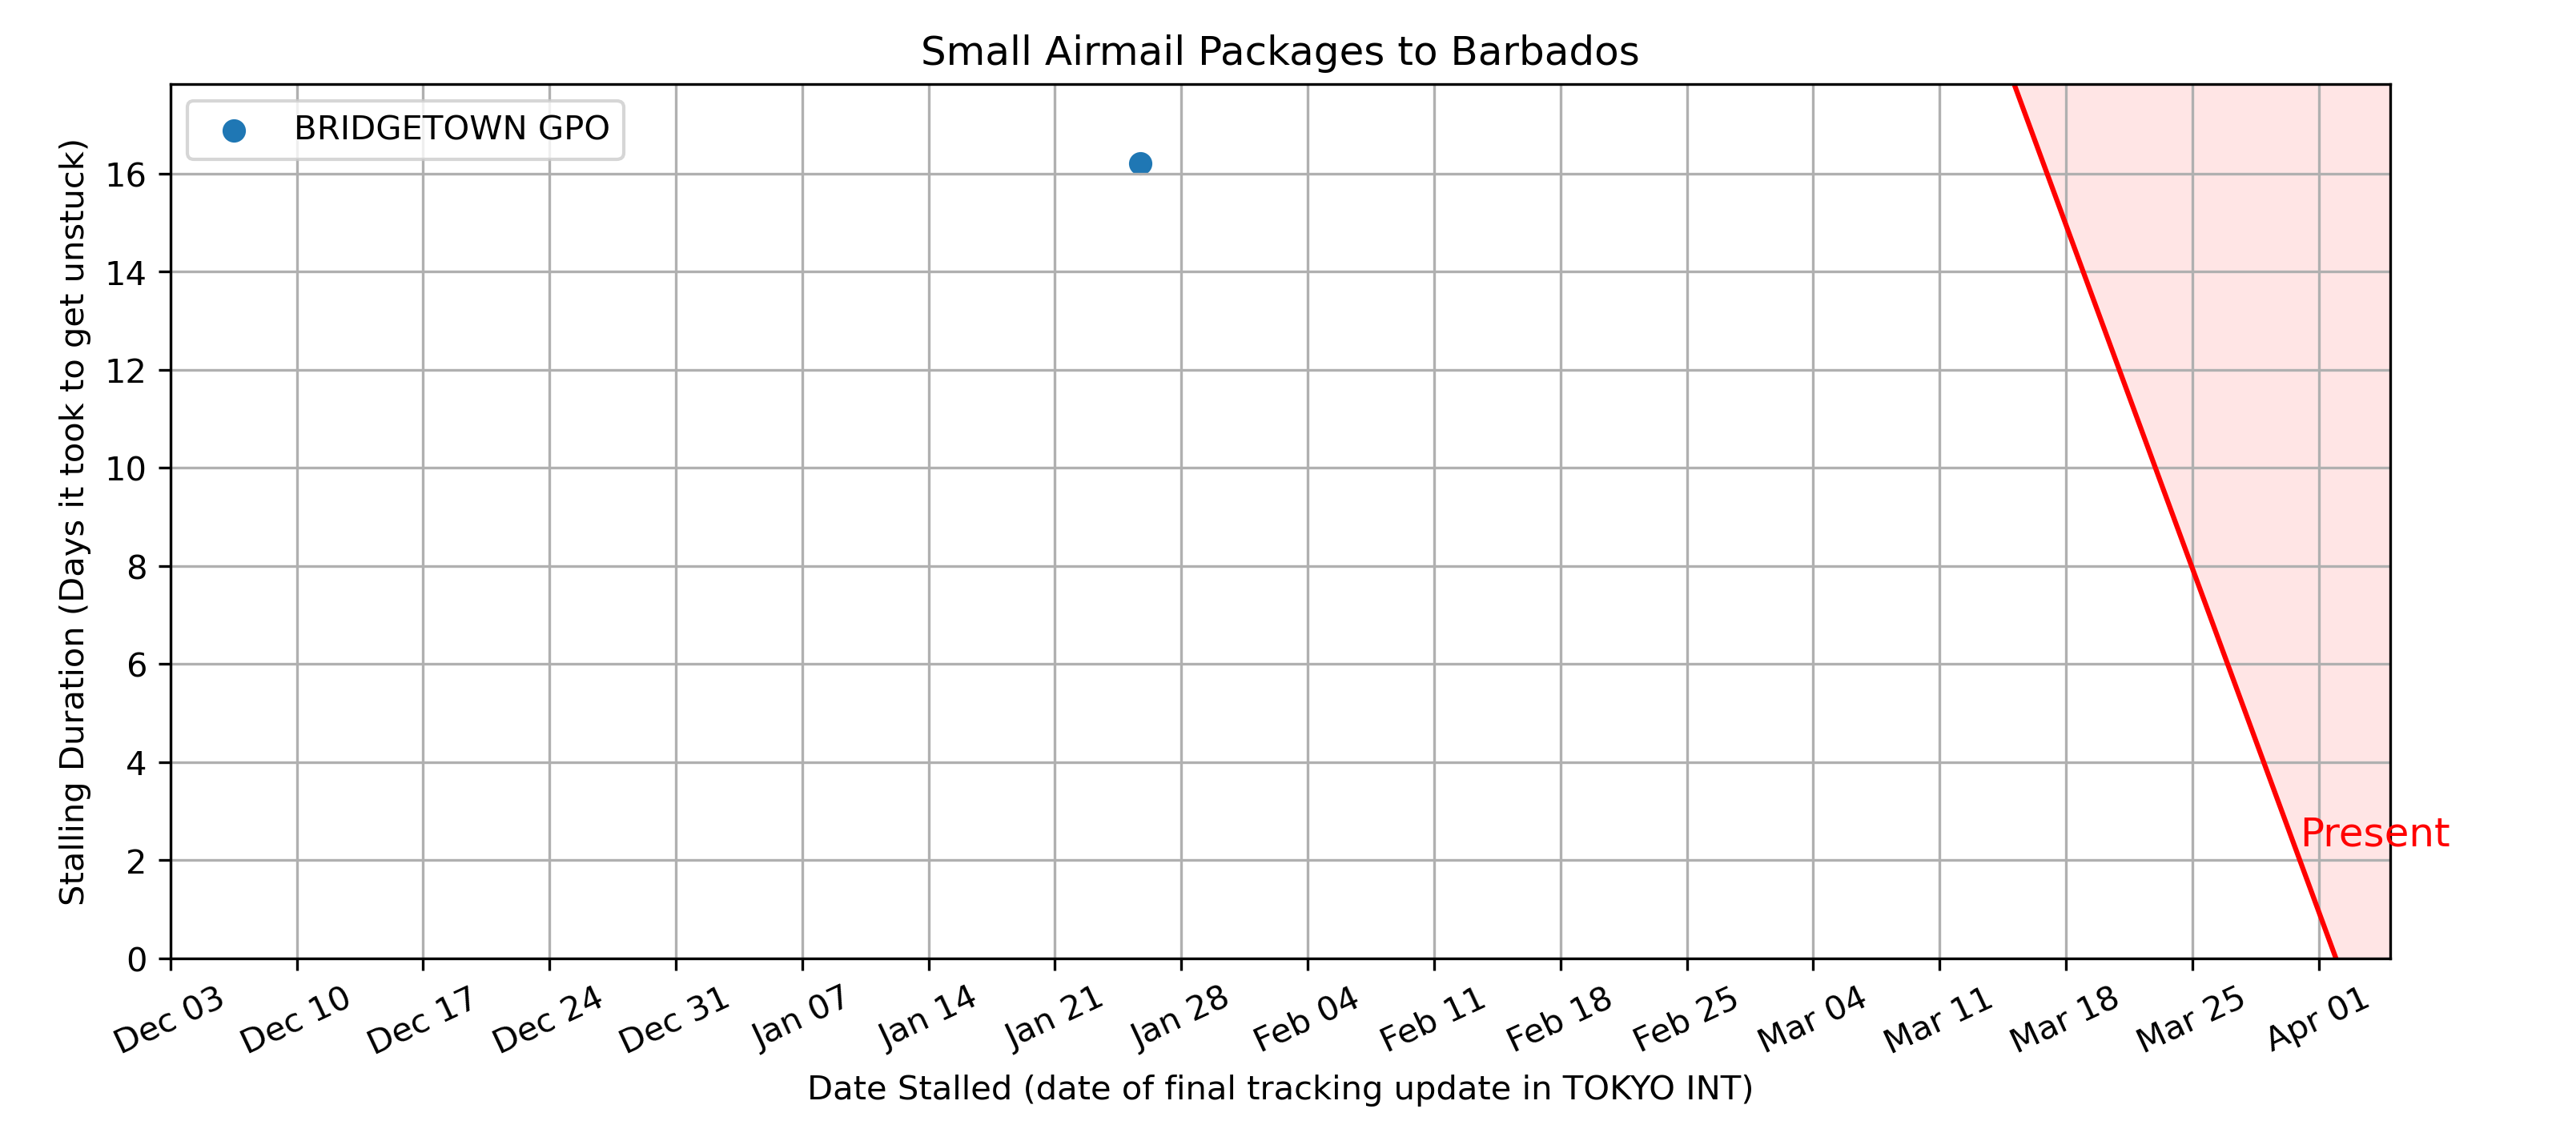 Small Airmail Packages to Barbados
BRIDGETOWN GPO
Stalling Duration (Days it took to get unstuck)
16
14
12
10
8
6
4
2
0
Present
Dec 03
Dec 10
Dec 17
Dec 24
Dec 31
Jan 07
Jan 14
Jan 21
Jan 28
Feb 04
Feb 11
Feb 18
Feb 25
Mar 04
Mar 11
Mar 18
Mar 25
Apr 01
Date Stalled (date of final tracking update in TOKYO INT)